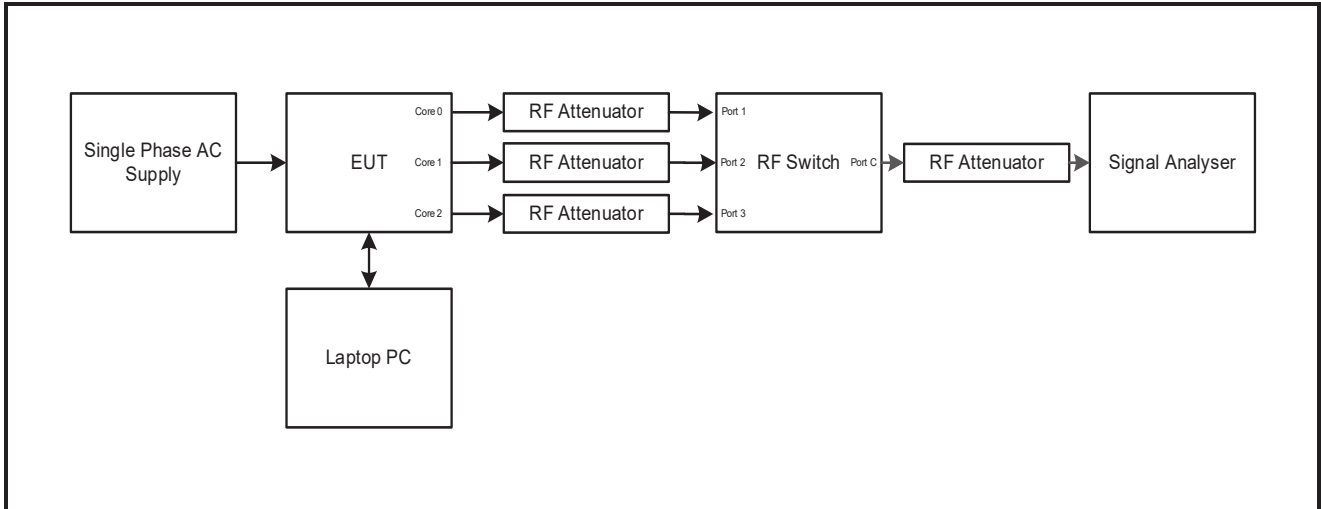 Single Phase AC
Supply
EUT
Core 0
Core 1
Core 2
RF Attenuator
RF Attenuator
RF Attenuator
Port 1
Port 2
Port 3
RF Switch
Port C
RF Attenuator
Signal Analyser
Laptop PC